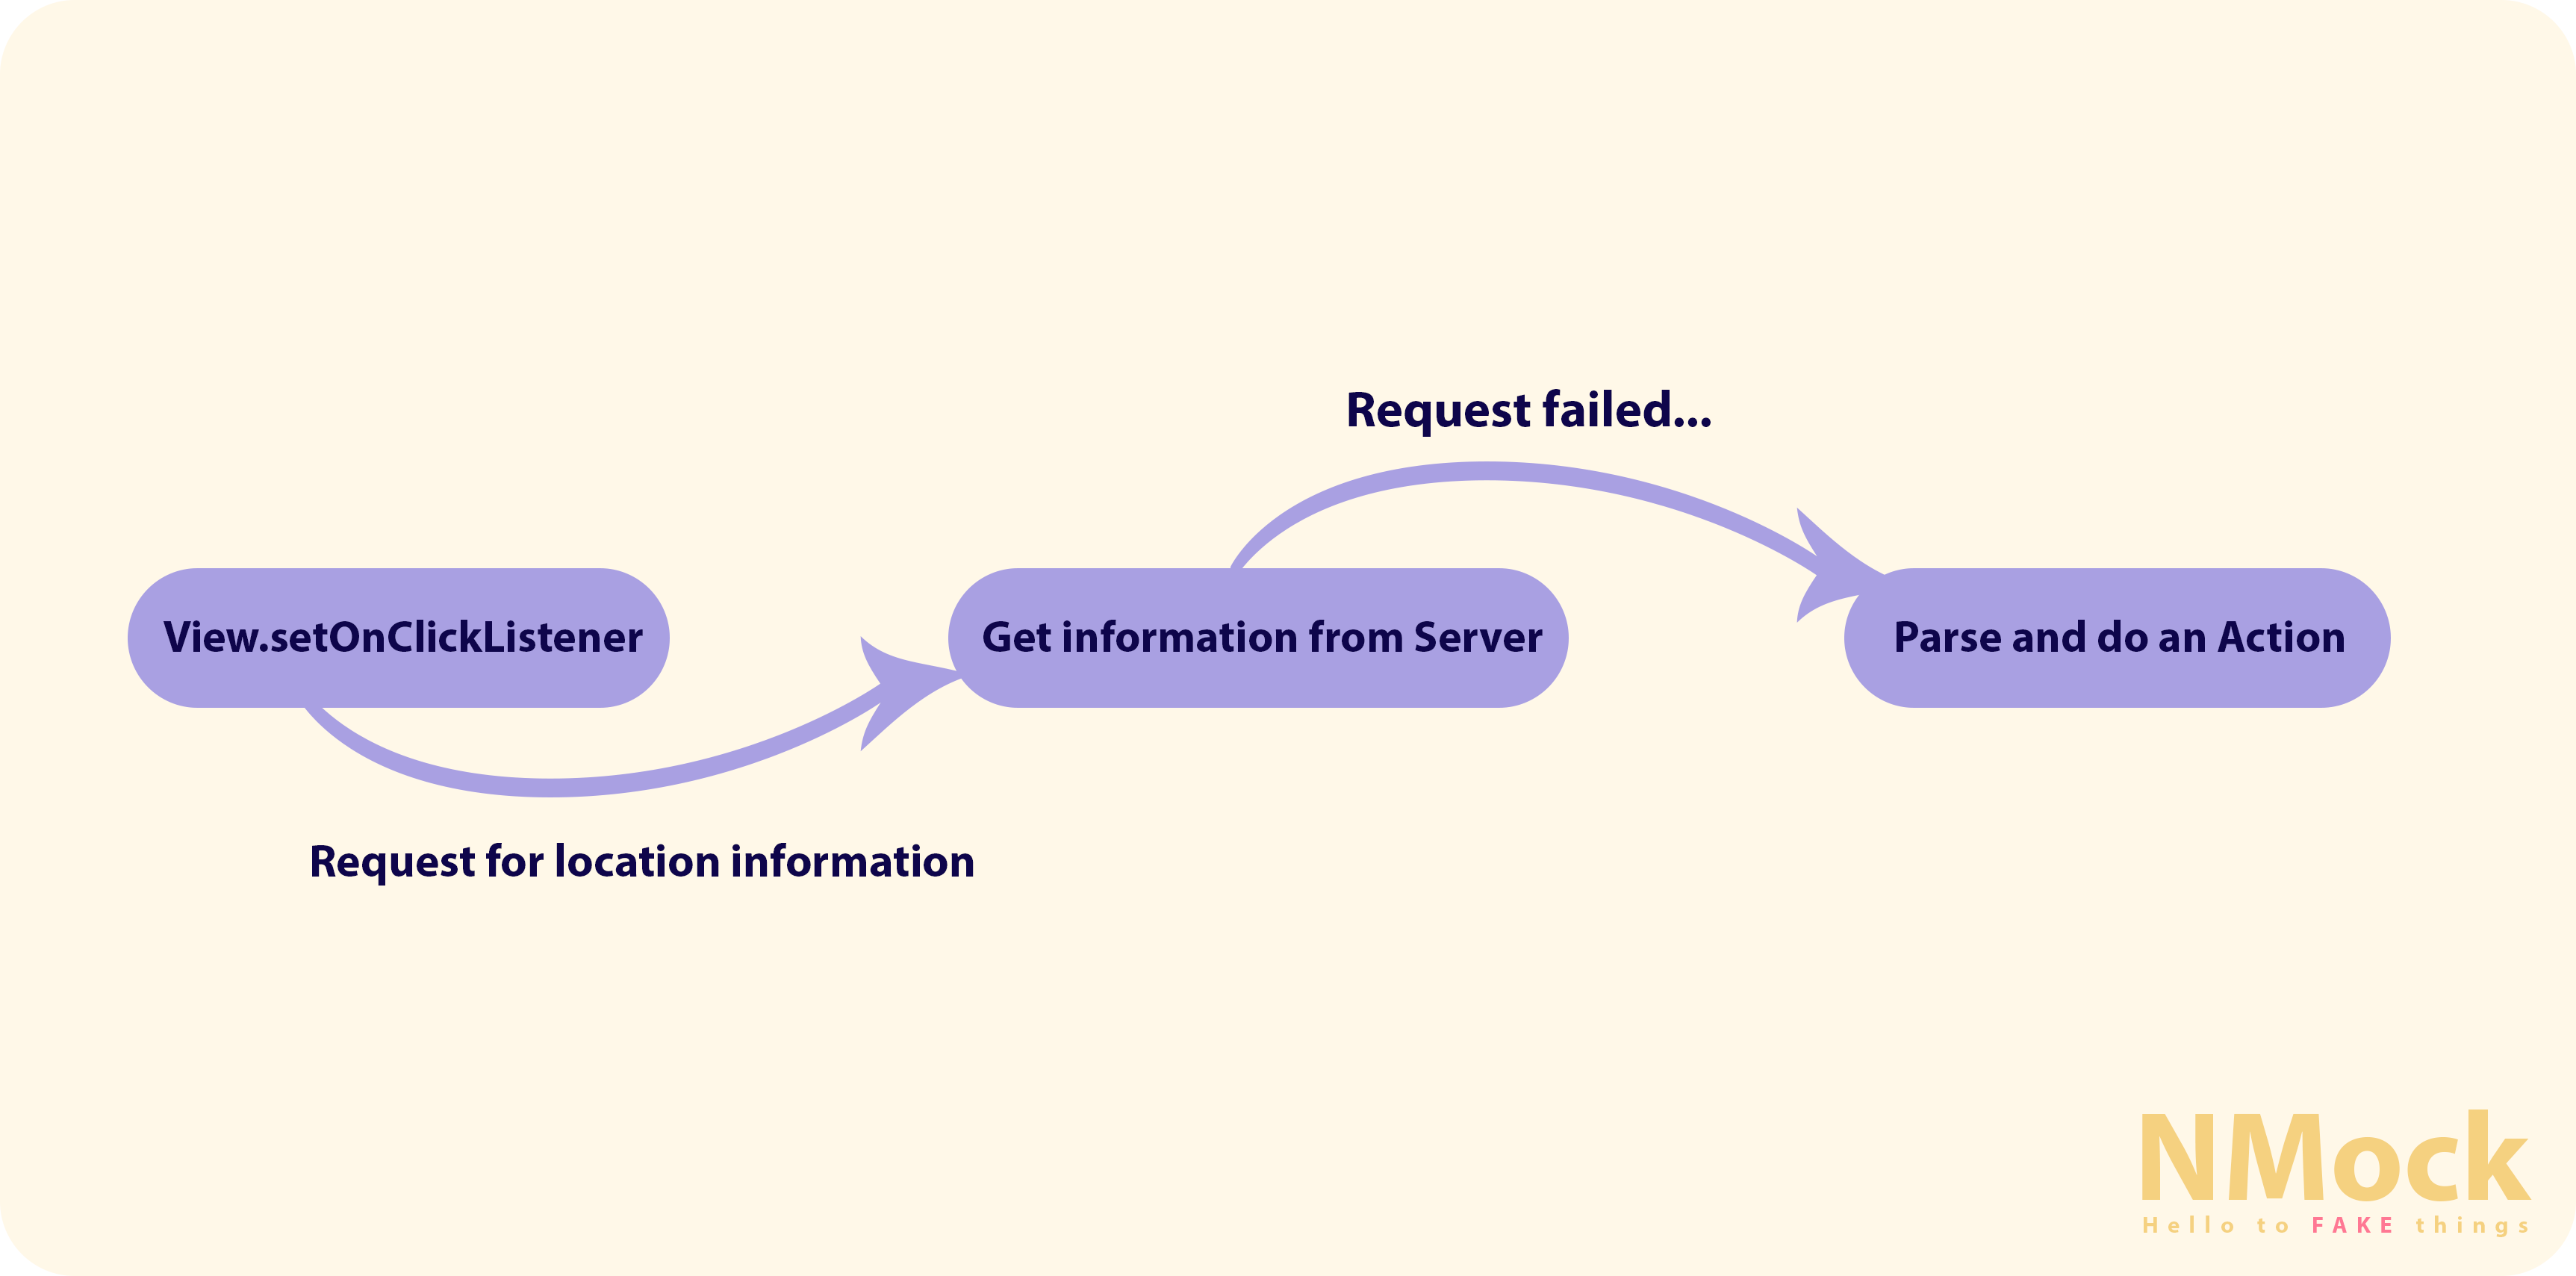 Request failed...
View.setOnClickListener
Get information from Server
Parse and do an Action
Request for location information
NMock
Hello to FAKE things